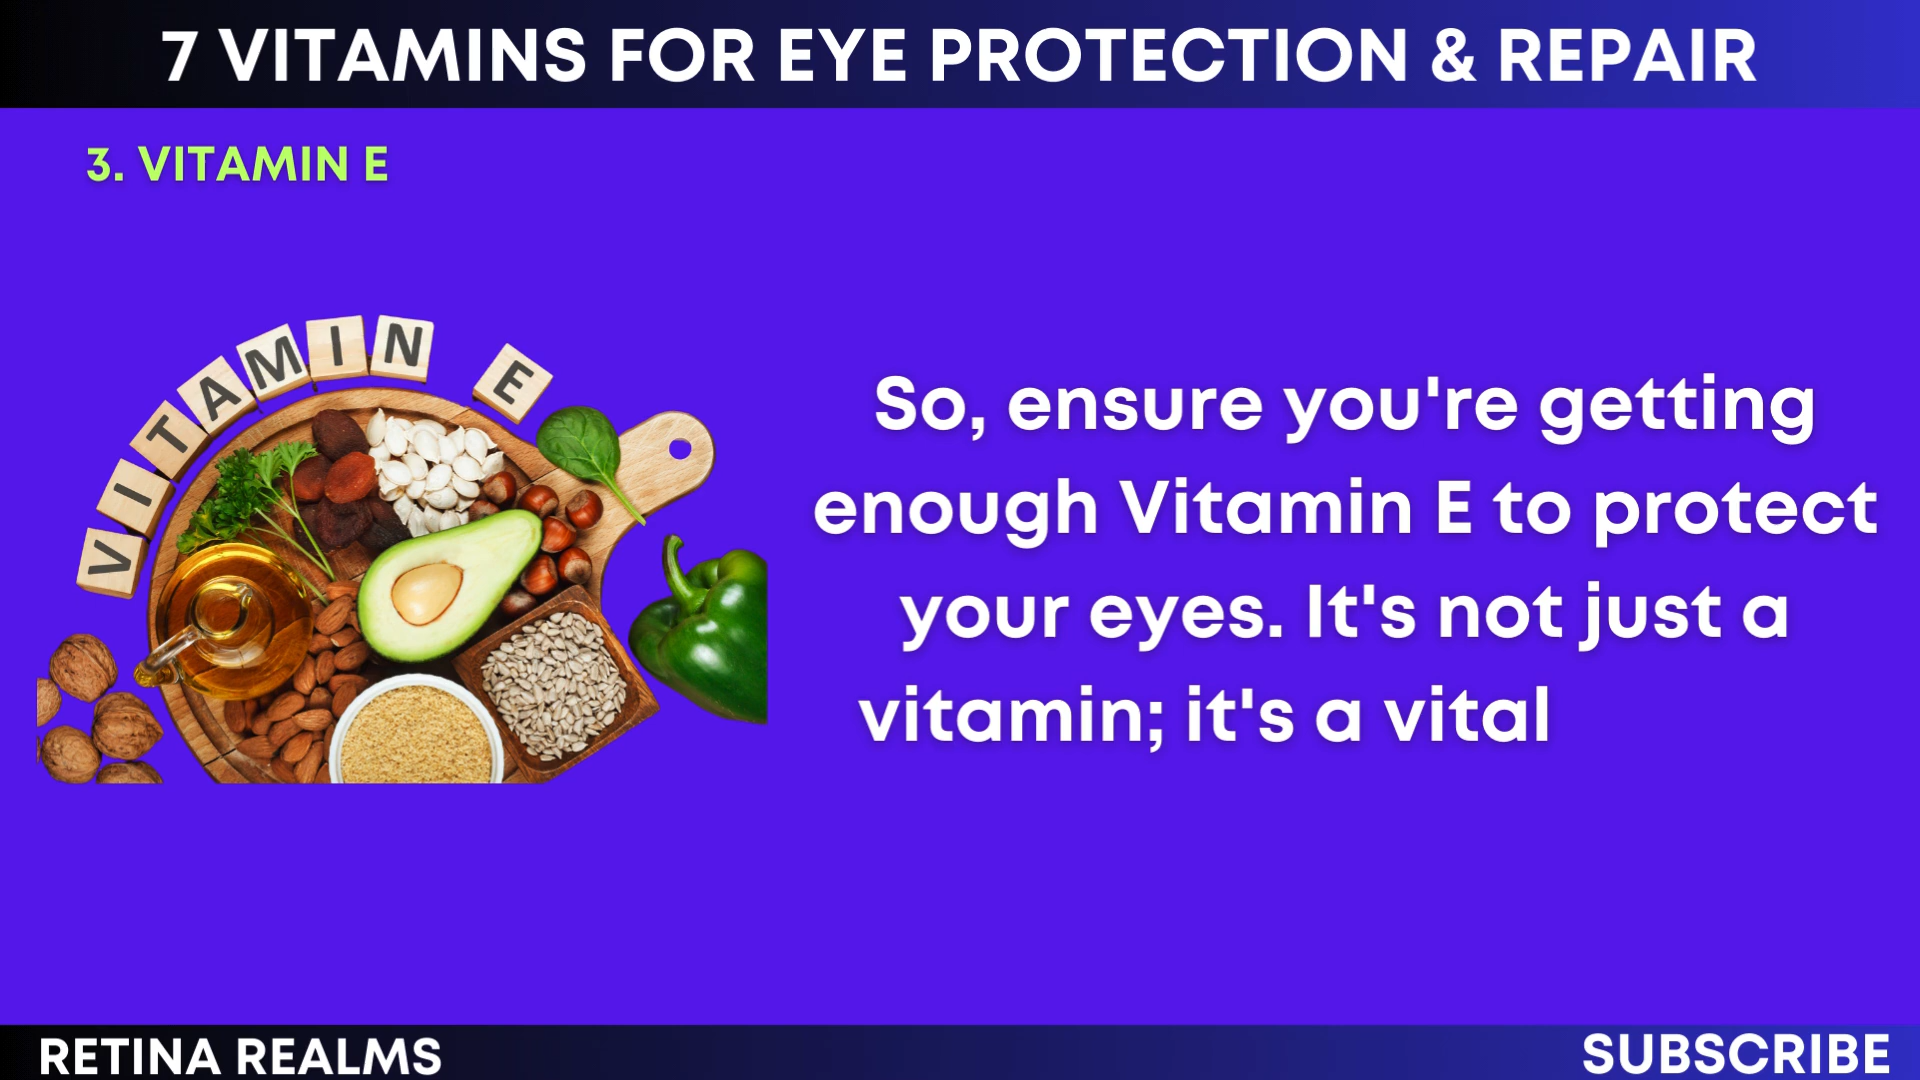 7 VITAMINS FOR EYE PROTECTION & REPAIR
3. VITAMIN E
VITAMIN E
So, ensure you're getting
enough Vitamin E to protect
your eyes. It's not just a
vitamin; it's a vital
RETINA REALMS
SUBSCRIBE